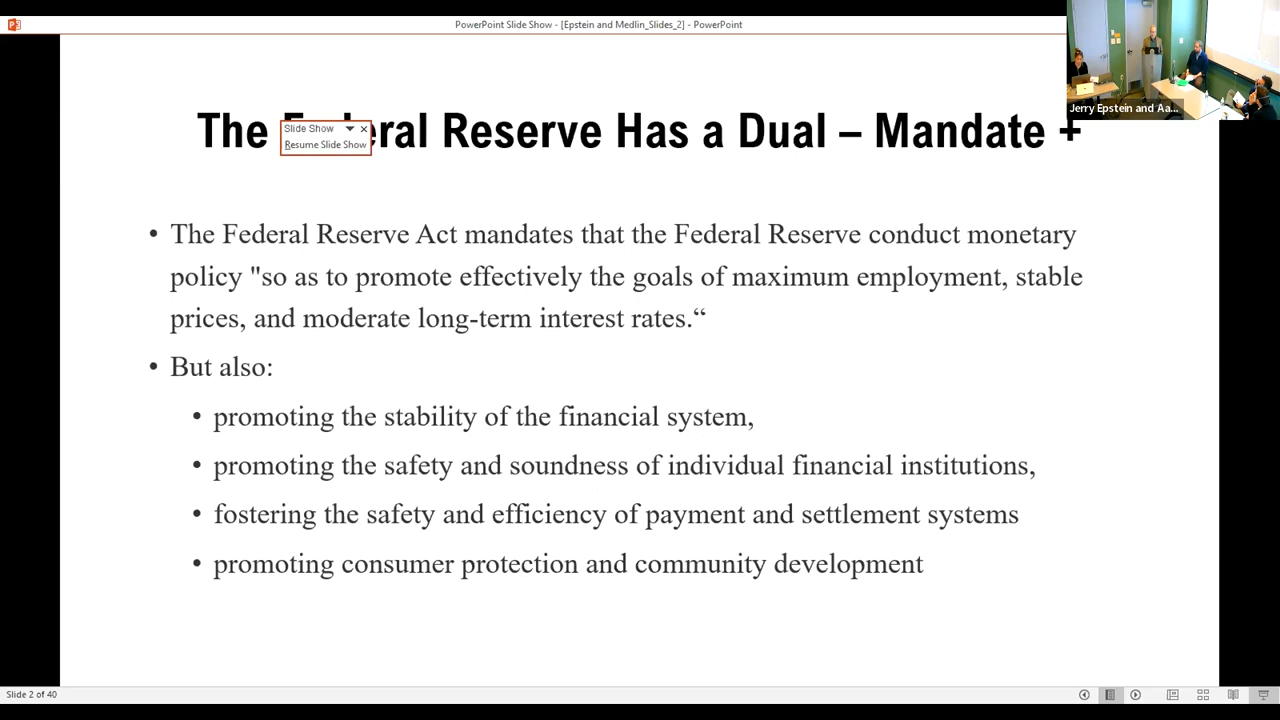 PowerPoint Slide Show - [Epstein and Medlin_Slides_2] - PowerPoint
Jerry Epstein and Aa...
The Federal Reserve Has a Dual – Mandate +
Slide Show
Resume Slide Show
• The Federal Reserve Act mandates that the Federal Reserve conduct monetary
policy "so as to promote effectively the goals of maximum employment, stable
prices, and moderate long-term interest rates.“
• But also:
• promoting the stability of the financial system,
• promoting the safety and soundness of individual financial institutions,
• fostering the safety and efficiency of payment and settlement systems
• promoting consumer protection and community development
Slide 2 of 40